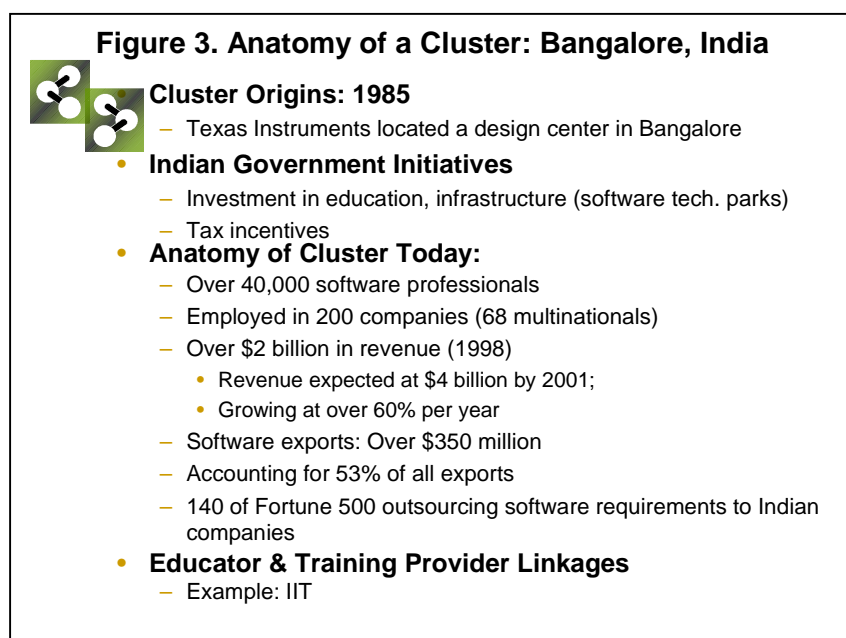 Figure 3. Anatomy of a Cluster: Bangalore, India
• Cluster Origins: 1985
– Texas Instruments located a design center in Bangalore
• Indian Government Initiatives
– Investment in education, infrastructure (software tech. parks)
– Tax incentives
• Anatomy of Cluster Today:
– Over 40,000 software professionals
– Employed in 200 companies (68 multinationals)
– Over $2 billion in revenue (1998)
• Revenue expected at $4 billion by 2001;
• Growing at over 60% per year
– Software exports: Over $350 million
– Accounting for 53% of all exports
– 140 of Fortune 500 outsourcing software requirements to Indian
companies
• Educator & Training Provider Linkages
– Example: IIT